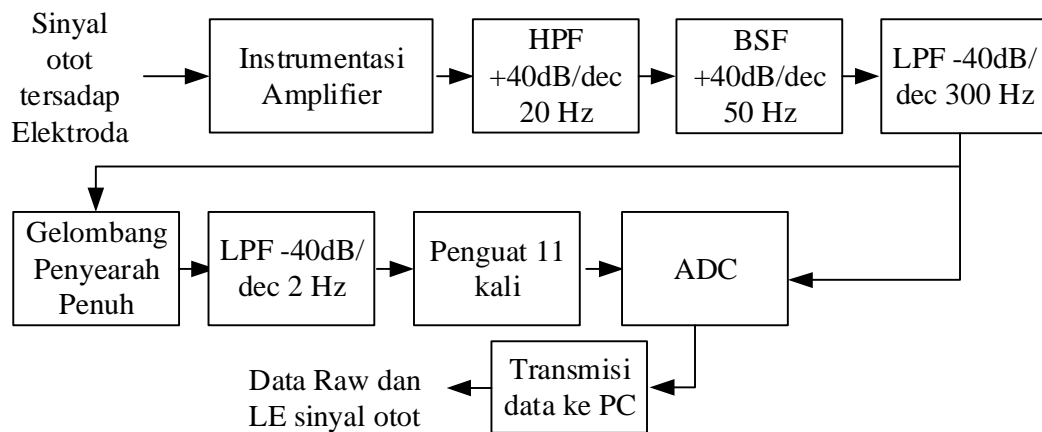 Sinyal
otot
tersadap
Elektroda
Instrumentasi
Amplifier
HPF
+40dB/dec
20 Hz
BSF
+40dB/dec
50 Hz
LPF -40dB/
dec 300 Hz
Gelombang
Penyearah
Penuh
LPF -40dB/
dec 2 Hz
Penguat 11
kali
ADC
Transmisi
data ke PC
Data Raw dan
LE sinyal otot